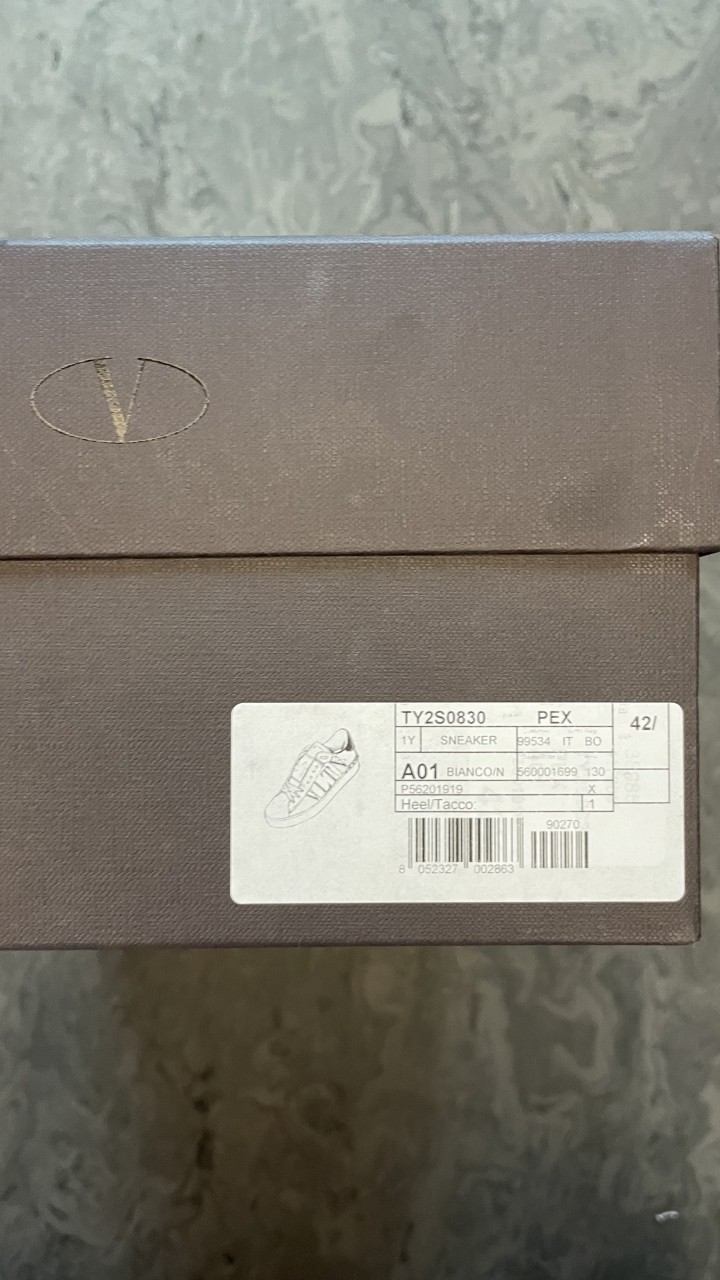 V
TY2S0830 PEX 42/
1Y SNEAKER 99534 IT BO
A01 BIANCO/N 560001699 130
P56201919 X
Heel/Tacco: 1
VLTN
90270
8 052327 002863